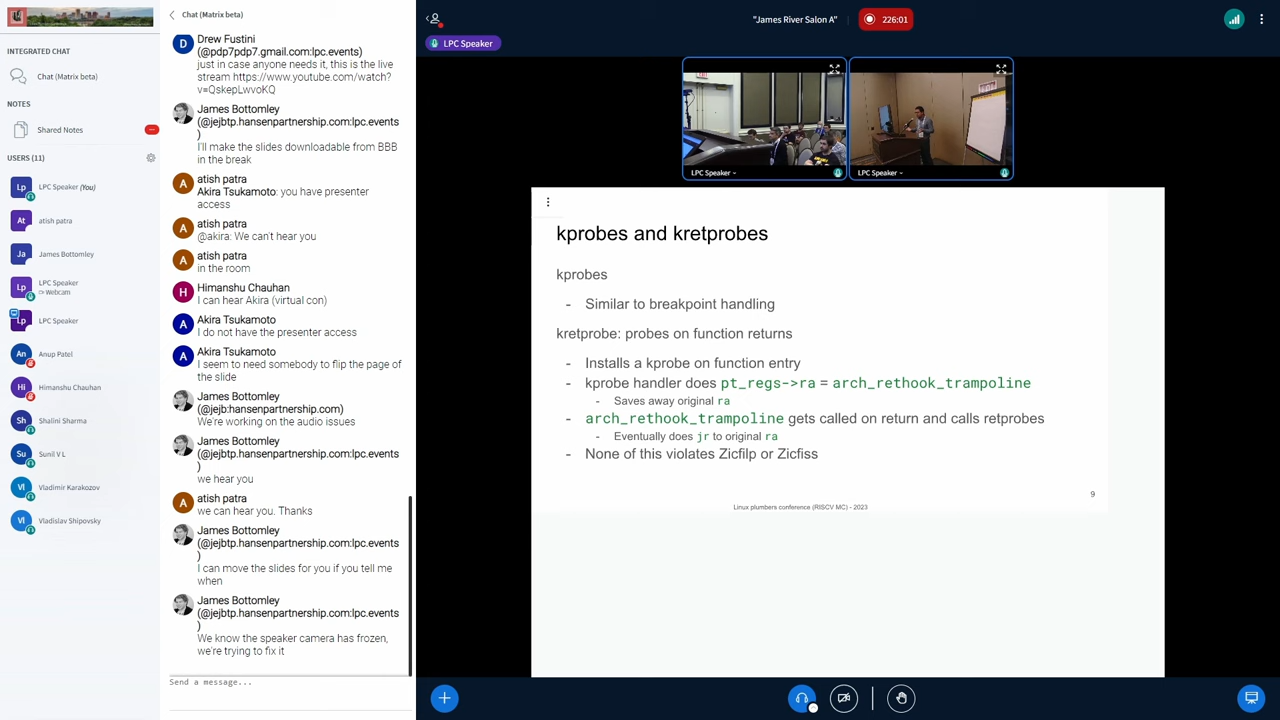 INTEGRATED CHAT
Chat (Matrix beta)
NOTES
Shared Notes
USERS (11)
Lp
LPC Speaker (You)
At
atish patra
Ja
James Bottomley
Lp
LPC Speaker
Webcam
Lp
LPC Speaker
An
Anup Patel
Hi
Himanshu Chauhan
Sh
Shalini Sharma
Su
Sunil V L
Vl
Vladimir Karakozov
Vl
Vladislav Shipovsky
Chat (Matrix beta)
D
Drew Fustini
(@pdp7pdp7.gmail.com:lpc.events)
just in case anyone needs it, this is the live
stream https://www.youtube.com/watch?
v=QskepLwvoKQ
James Bottomley
(@jejbtp.hansenpartnership.com:lpc.events
)
I'll make the slides downloadable from BBB
in the break
A
atish patra
Akira Tsukamoto: you have presenter
access
A
atish patra
@akira: We can't hear you
A
atish patra
in the room
H
Himanshu Chauhan
I can hear Akira (virtual con)
A
Akira Tsukamoto
I do not have the presenter access
A
Akira Tsukamoto
I seem to need somebody to flip the page of
the slide
James Bottomley
(@jejb:hansenpartnership.com)
We're working on the audio issues
James Bottomley
(@jejbtp.hansenpartnership.com:lpc.events
)
we hear you
A
atish patra
we can hear you. Thanks
James Bottomley
(@jejbtp.hansenpartnership.com:lpc.events
)
I can move the slides for you if you tell me
when
James Bottomley
(@jejbtp.hansenpartnership.com:lpc.events
)
We know the speaker camera has frozen,
we're trying to fix it
Send a message...
"James River Salon A"
226:01
LPC Speaker
LPC Speaker
LPC Speaker
kprobes and kretprobes
kprobes
- Similar to breakpoint handling
kretprobe: probes on function returns
- Installs a kprobe on function entry
- kprobe handler does pt_regs->ra = arch_rethook_trampoline
- Saves away original ra
- arch_rethook_trampoline gets called on return and calls retprobes
- Eventually does jr to original ra
- None of this violates Zicfilp or Zicfiss
9
Linux plumbers conference (RISCV MC) - 2023